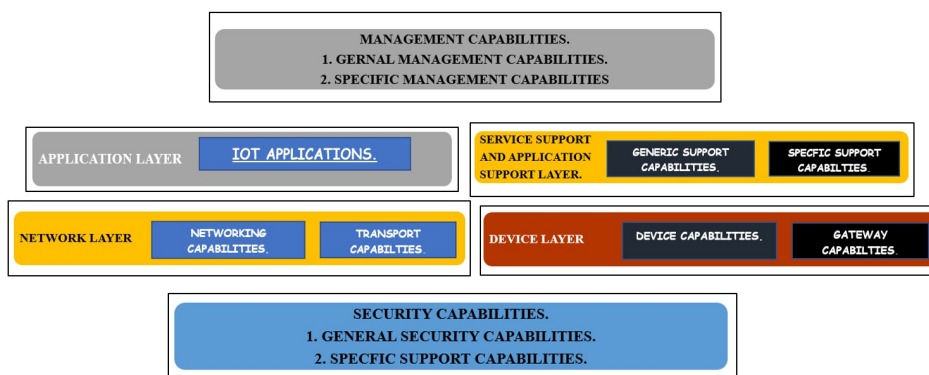 MANAGEMENT CAPABILITIES.
1. GERNAL MANAGEMENT CAPABILITIES.
2. SPECIFIC MANAGEMENT CAPABILITIES
APPLICATION LAYER
IOT APPLICATIONS.
SERVICE SUPPORT
AND APPLICATION
SUPPORT LAYER.
GENERIC SUPPORT
CAPABILITIES.
SPECFIC SUPPORT
CAPABILTIES.
NETWORK LAYER
NETWORKING
CAPABILITIES.
TRANSPORT
CAPABILTIES.
DEVICE LAYER
DEVICE CAPABILITIES.
GATEWAY
CAPABILTIES.
SECURITY CAPABILITIES.
1. GENERAL SECURITY CAPABILITIES.
2. SPECFIC SUPPORT CAPABILITIES.